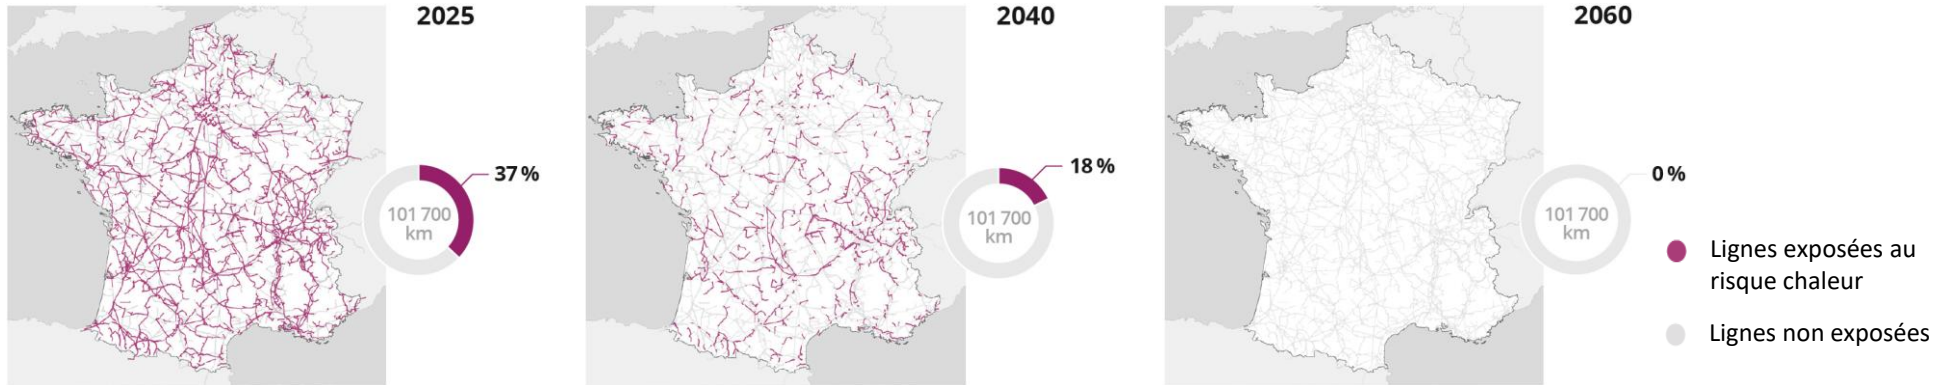 2025
37 %
101 700
km
2040
18 %
101 700
km
2060
0 %
101 700
km
Lignes exposées au
risque chaleur
Lignes non exposées